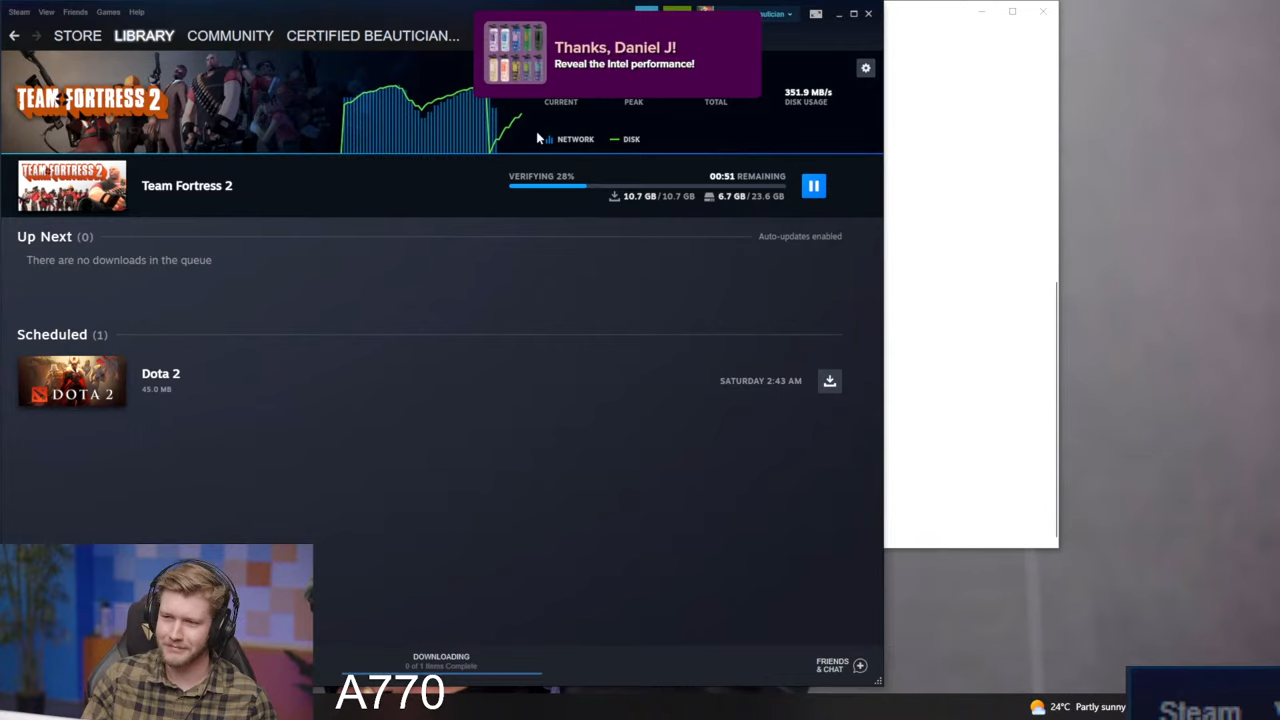 Steam View Friends Games Help
autician
STORE LIBRARY COMMUNITY CERTIFIED BEAUTICIAN...
Thanks, Daniel J!
Reveal the Intel performance!
TEAM FORTRESS 2
CURRENT PEAK TOTAL
351.9 MB/s
DISK USAGE
NETWORK DISK
TEAM FORTRESS 2
Team Fortress 2
VERIFYING 28% 00:51 REMAINING
10.7 GB / 10.7 GB 6.7 GB / 23.6 GB
Up Next (0) Auto-updates enabled
There are no downloads in the queue
Scheduled (1)
DOTA 2
Dota 2
45.0 MB
SATURDAY 2:43 AM
DOWNLOADING
0 of 1 Items Complete
FRIENDS
& CHAT
A770
24°C Partly sunny
Steam